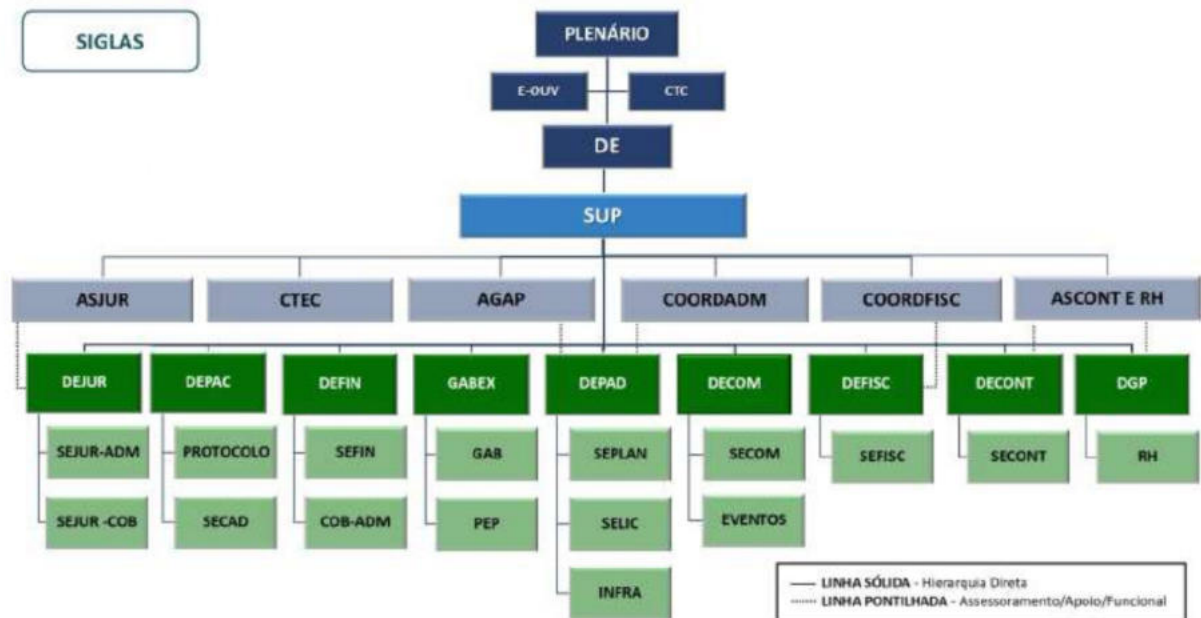 SIGLAS
PLENÁRIO
E-OUV
CTC
DE
SUP
ASJUR
CTEC
AGAP
COORDADM
COORDFISC
ASCONT E RH
DEJUR
DEPAC
DEFIN
GABEX
DEPAD
DECOM
DEFISC
DECONT
DGP
SEJUR-ADM
PROTOCOLO
SEFIN
GAB
SEPLAN
SECOM
SEFISC
SECONT
RH
SEJUR -COB
SECAD
COB-ADM
PEP
SELIC
EVENTOS
INFRA
LINHA SÓLIDA - Hierarquia Direta
LINHA PONTILHADA - Assessoramento/Apoio/Funcional